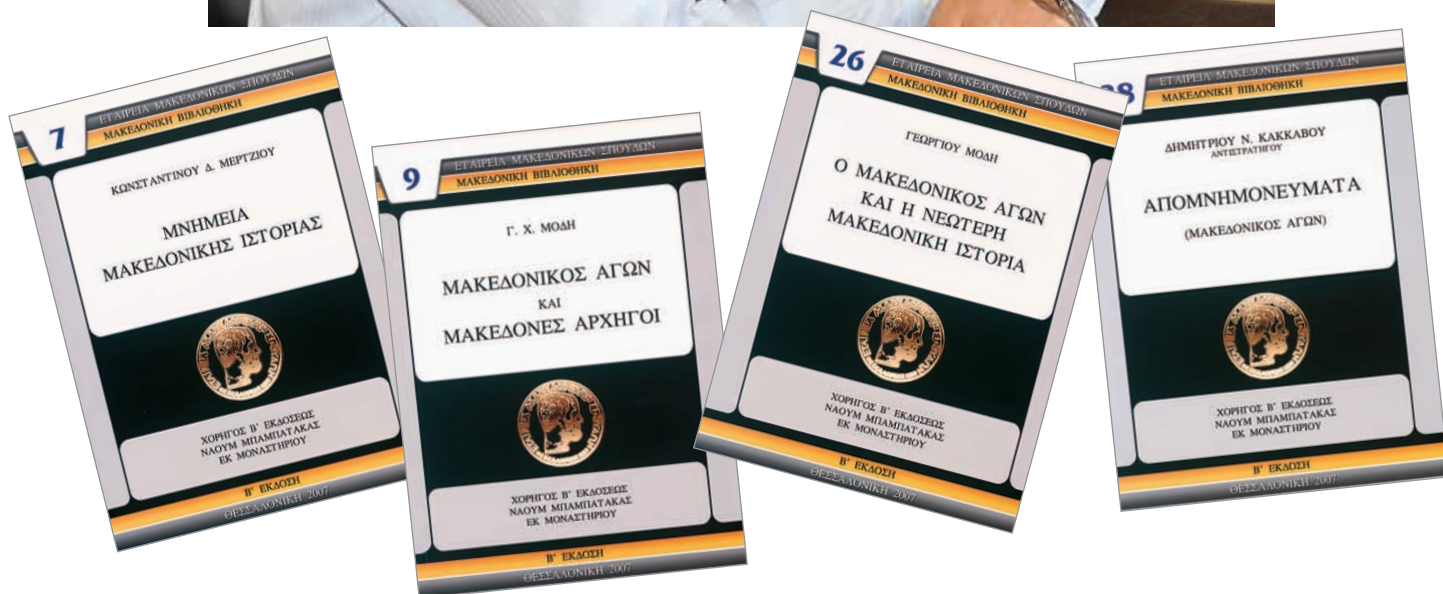 7
ΕΤΑΙΡΕΙΑ ΜΑΚΕΔΟΝΙΚΩΝ ΣΠΟΥΔΩΝ
ΜΑΚΕΔΟΝΙΚΗ ΒΙΒΛΙΟΘΗΚΗ
ΚΩΝΣΤΑΝΤΙΝΟΥ Δ. ΜΕΡΤΖΙΟΥ
ΜΝΗΜΕΙΑ
ΜΑΚΕΔΟΝΙΚΗΣ ΙΣΤΟΡΙΑΣ
ΧΟΡΗΓΟΣ Β' ΕΚΔΟΣΕΩΣ
ΝΑΟΥΜ ΜΠΑΜΠΑΤΑΚΑΣ
ΕΚ ΜΟΝΑΣΤΗΡΙΟΥ
Β' ΕΚΔΟΣΗ
ΘΕΣΣΑΛΟΝΙΚΗ 2007
9
ΕΤΑΙΡΕΙΑ ΜΑΚΕΔΟΝΙΚΩΝ ΣΠΟΥΔΩΝ
ΜΑΚΕΔΟΝΙΚΗ ΒΙΒΛΙΟΘΗΚΗ
Γ. Χ. ΜΟΔΗ
ΜΑΚΕΔΟΝΙΚΟΣ ΑΓΩΝ
ΚΑΙ
ΜΑΚΕΔΟΝΕΣ ΑΡΧΗΓΟΙ
ΧΟΡΗΓΟΣ Β' ΕΚΔΟΣΕΩΣ
ΝΑΟΥΜ ΜΠΑΜΠΑΤΑΚΑΣ
ΕΚ ΜΟΝΑΣΤΗΡΙΟΥ
Β' ΕΚΔΟΣΗ
ΘΕΣΣΑΛΟΝΙΚΗ 2007
26
ΕΤΑΙΡΕΙΑ ΜΑΚΕΔΟΝΙΚΩΝ ΣΠΟΥΔΩΝ
ΜΑΚΕΔΟΝΙΚΗ ΒΙΒΛΙΟΘΗΚΗ
ΓΕΩΡΓΙΟΥ ΜΟΔΗ
Ο ΜΑΚΕΔΟΝΙΚΟΣ ΑΓΩΝ
ΚΑΙ Η ΝΕΩΤΕΡΗ
ΜΑΚΕΔΟΝΙΚΗ ΙΣΤΟΡΙΑ
ΧΟΡΗΓΟΣ Β' ΕΚΔΟΣΕΩΣ
ΝΑΟΥΜ ΜΠΑΜΠΑΤΑΚΑΣ
ΕΚ ΜΟΝΑΣΤΗΡΙΟΥ
Β' ΕΚΔΟΣΗ
ΘΕΣΣΑΛΟΝΙΚΗ 2007
ΕΤΑΙΡΕΙΑ ΜΑΚΕΔΟΝΙΚΩΝ ΣΠΟΥΔΩΝ
ΜΑΚΕΔΟΝΙΚΗ ΒΙΒΛΙΟΘΗΚΗ
ΔΗΜΗΤΡΙΟΥ Ν. ΚΑΚΚΑΒΟΥ
ΑΝΤΙΣΤΡΑΤΗΓΟΥ
ΑΠΟΜΝΗΜΟΝΕΥΜΑΤΑ
(ΜΑΚΕΔΟΝΙΚΟΣ ΑΓΩΝ)
ΧΟΡΗΓΟΣ Β' ΕΚΔΟΣΕΩΣ
ΝΑΟΥΜ ΜΠΑΜΠΑΤΑΚΑΣ
ΕΚ ΜΟΝΑΣΤΗΡΙΟΥ
Β' ΕΚΔΟΣΗ
ΘΕΣΣΑΛΟΝΙΚΗ 2007